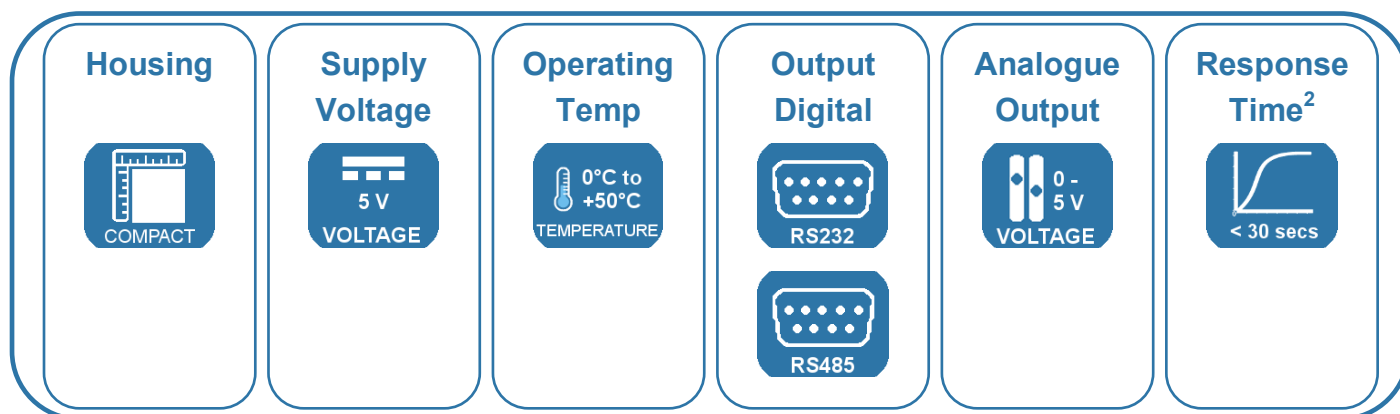 Housing
COMPACT
Supply
Voltage
5 V
VOLTAGE
Operating
Temp
0°C to
+50°C
TEMPERATURE
Output
Digital
RS232
RS485
Analogue
Output
0 -
5 V
VOLTAGE
Response
Time²
< 30 secs